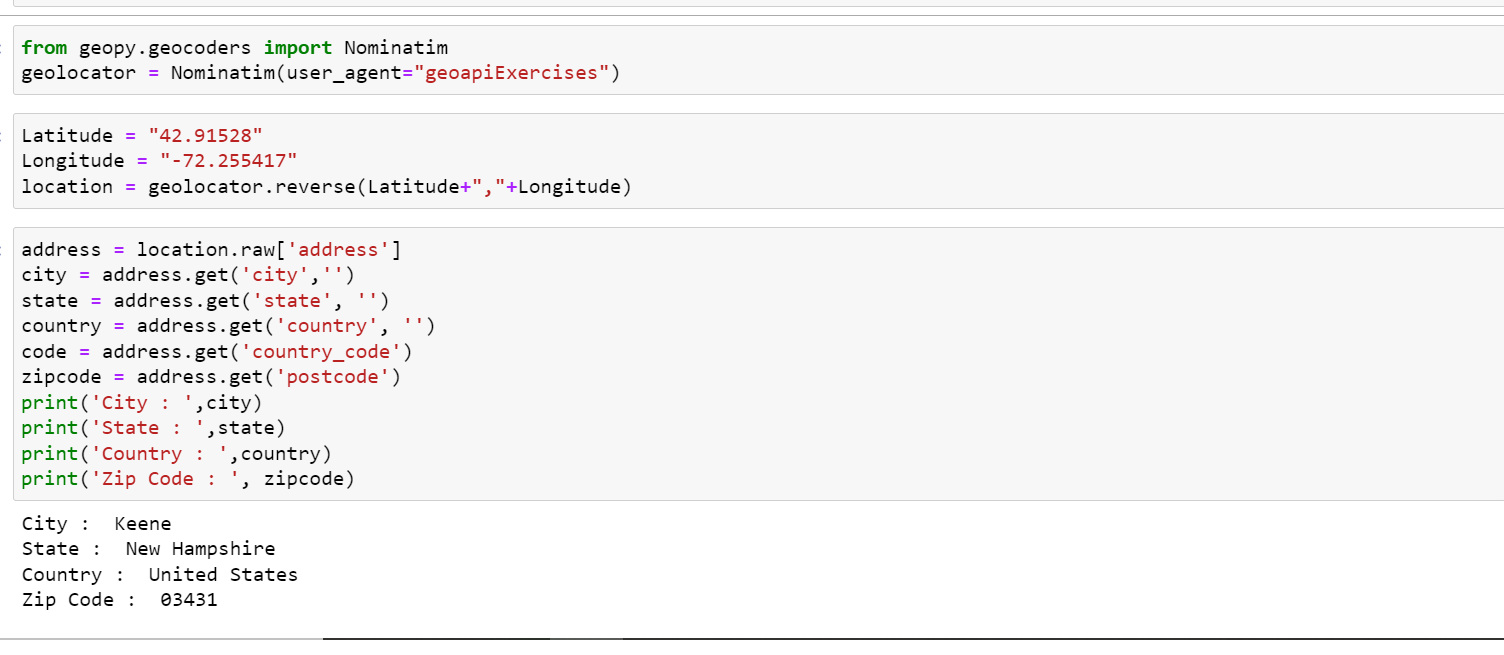 from geopy.geocoders import Nominatim
geolocator = Nominatim(user_agent="geoapiExercises")
Latitude = "42.91528"
Longitude = "-72.255417"
location = geolocator.reverse(Latitude+","+Longitude)
address = location.raw['address']
city = address.get('city','')
state = address.get('state', '')
country = address.get('country', '')
code = address.get('country_code')
zipcode = address.get('postcode')
print('City : ',city)
print('State : ',state)
print('Country : ',country)
print('Zip Code : ', zipcode)
City :  Keene
State :  New Hampshire
Country :  United States
Zip Code :  03431